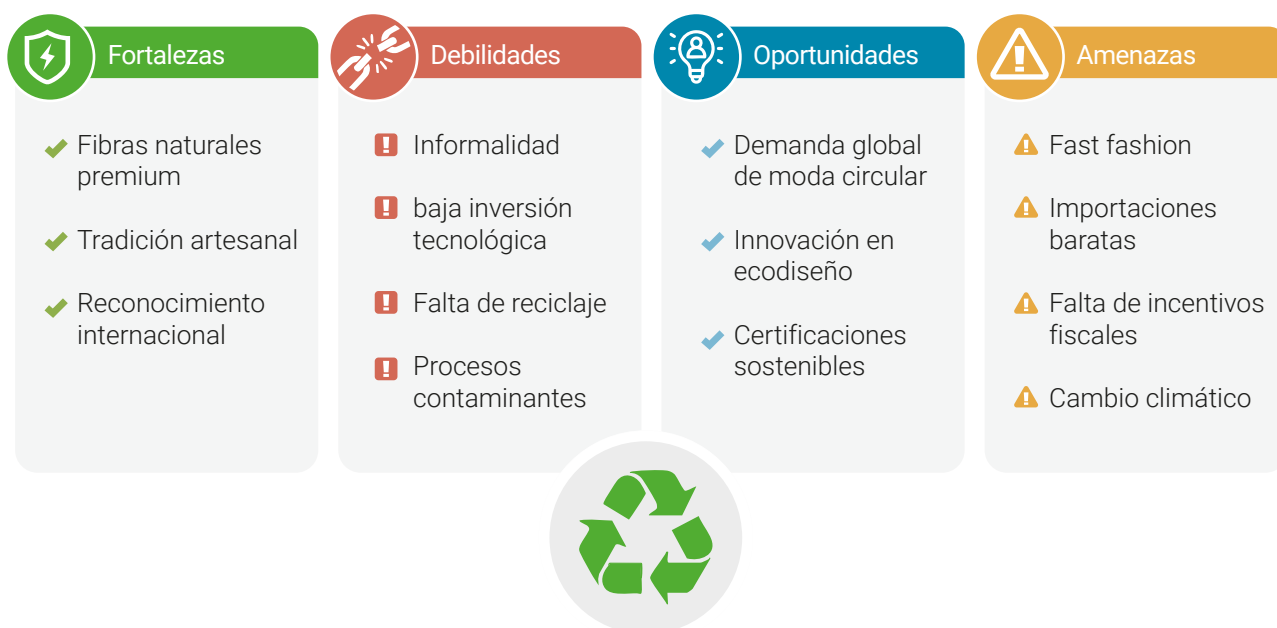 Fortalezas
Fibras naturales
premium
Tradición artesanal
Reconocimiento
internacional
Debilidades
Informalidad
baja inversión
tecnológica
Falta de reciclaje
Procesos
contaminantes
Oportunidades
Demanda global
de moda circular
Innovación en
ecodiseño
Certificaciones
sostenibles
Amenazas
Fast fashion
Importaciones
baratas
Falta de incentivos
fiscales
Cambio climático